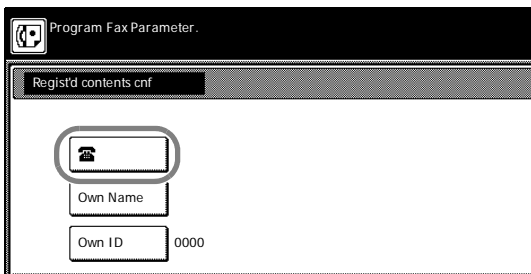 Program Fax Parameter.
Regist'd contents cnf
☎
Own Name
Own ID 0000